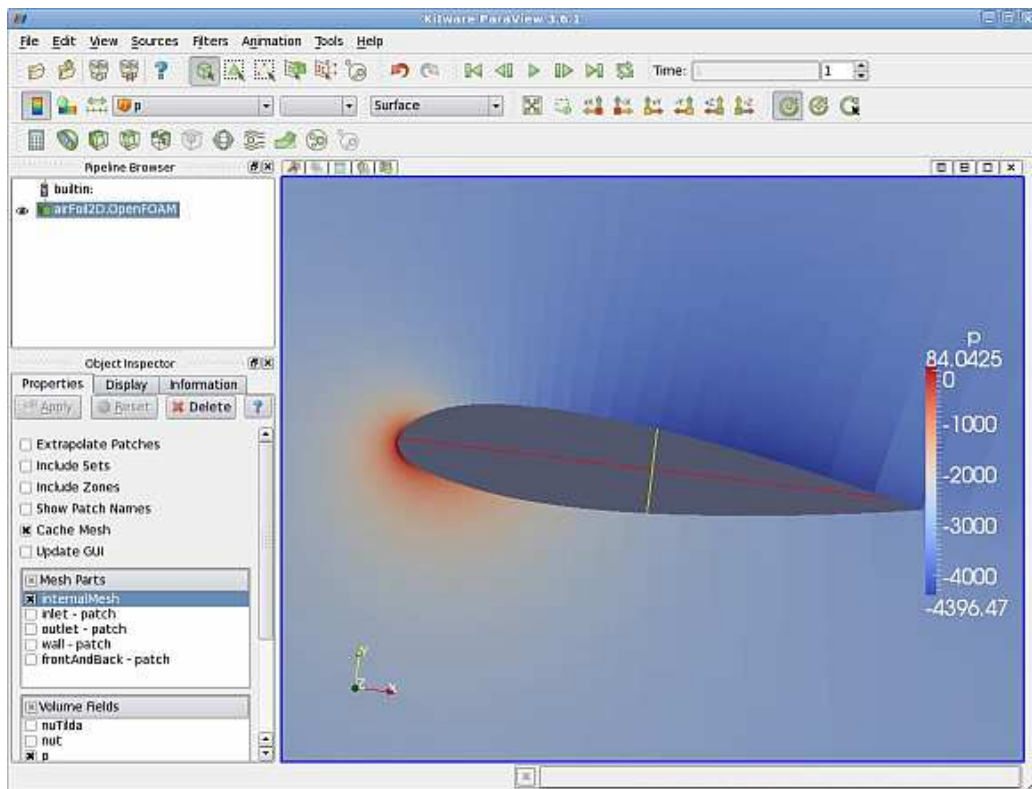 Kitware ParaView 3.6.1
File Edit View Sources Filters Animation Tools Help
Time: 1
p Surface
Pipeline Browser
builtin:
airFoil2D.OpenFOAM
Object Inspector
Properties Display Information
Apply Reset Delete ?
Extrapolate Patches
Include Sets
Include Zones
Show Patch Names
Cache Mesh
Update GUI
Mesh Parts
internalMesh
inlet - patch
outlet - patch
wall - patch
frontAndBack - patch
Volume Fields
nuTilda
nut
p
p
84.0425
0
-1000
-2000
-3000
-4000
-4396.47
Y
Z
X